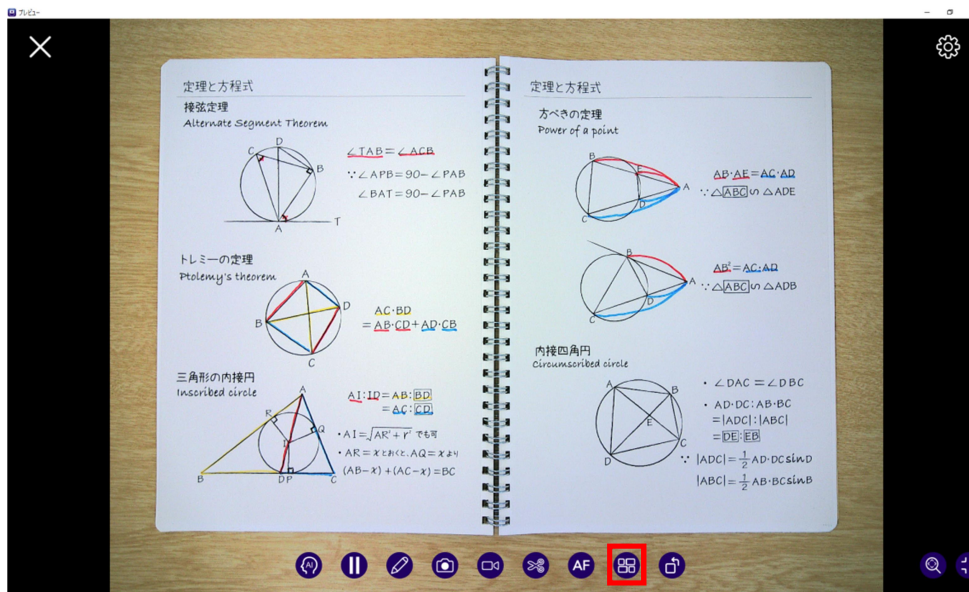 プレビュー
定理と方程式
接弦定理
Alternate Segment Theorem
D
C
B
A
T
∠TAB=∠ACB
∵∠APB=90-∠PAB
∠BAT=90-∠PAB
トレミーの定理
Ptolemy's theorem
A
B
D
C
AC・BD
=AB・CD+AD・CB
三角形の内接円
Inscribed circle
A
R
Q
I
B
D P
C
AI:ID=AB:BD
=AC:CD
・AI=√AR²+r² でも可
・AR=xとおくと、AQ=xより
(AB-x)+(AC-x)=BC
定理と方程式
方べきの定理
Power of a point
B
E
A
D
C
AB・AE=AC・AD
∵△ABC∽△ADE
B
A
D
C
AB²=AC・AD
∵△ABC∽△ADB
内接四角円
Circumscribed circle
A
B
E
C
D
・∠DAC=∠DBC
・AD・DC:AB・BC
=|ADC|:|ABC|
=DE:EB
∵|ADC|=1/2 AD・DCsinD
|ABC|=1/2 AB・BCsinB
AI
AF